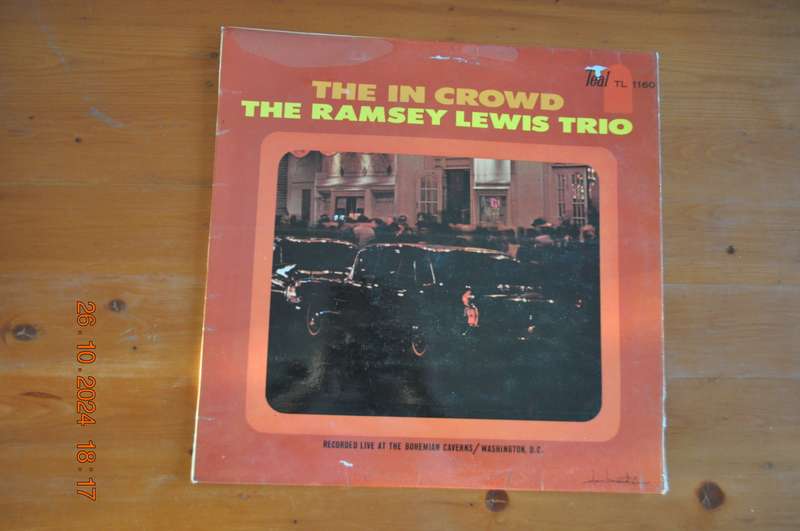 Teal TL 1160
THE IN CROWD
THE RAMSEY LEWIS TRIO
RECORDED LIVE AT THE BOHEMIAN CAVERNS/WASHINGTON, D.C.
26.10.2024 18:17